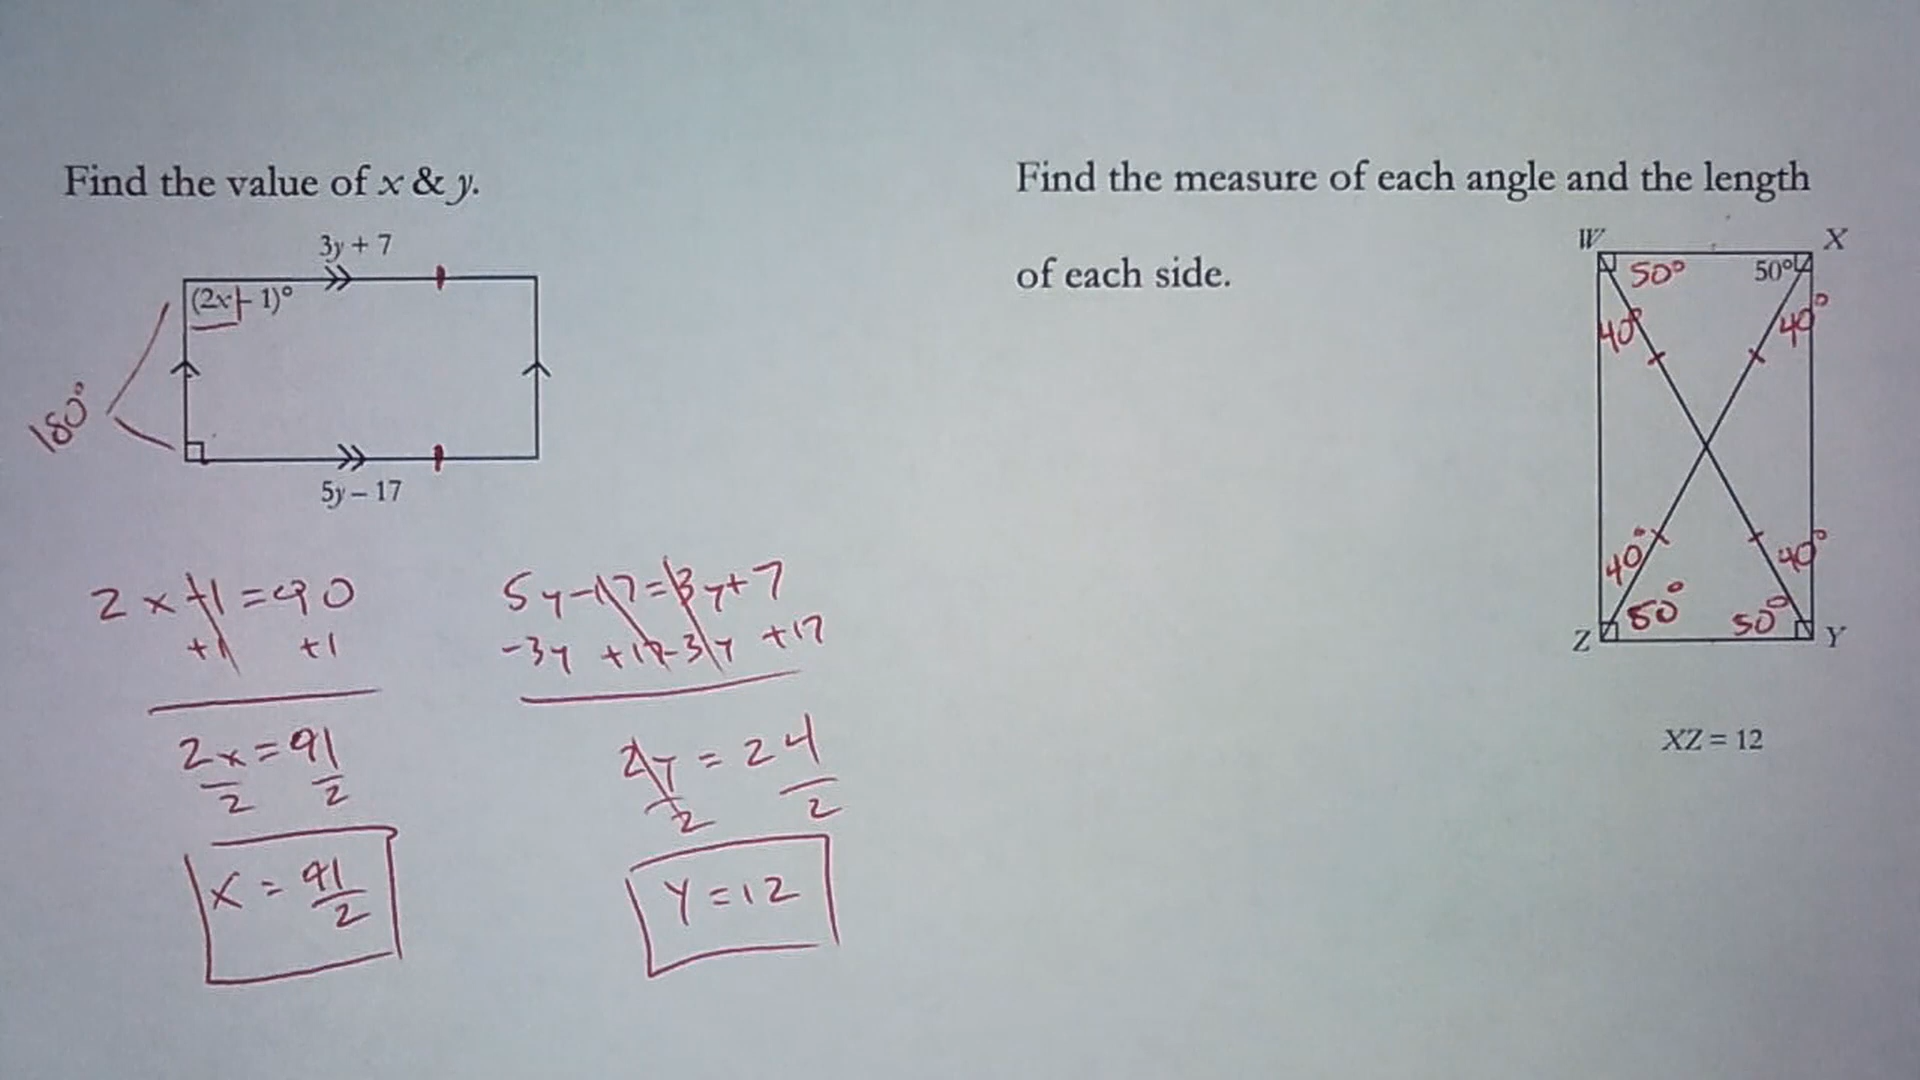 Find the value of x & y.
3y + 7
(2x - 1)°
180°
5y – 17
2x - 1 = 90
+1 +1
2x = 91
2 2
x = 91/2
5y - 17 = 3y + 7
-3y +17 -3y +17
2y = 24
2 2
y = 12
Find the measure of each angle and the length
of each side.
W X
50° 50°
40° 40°
40° 40°
50° 50°
Z Y
XZ = 12